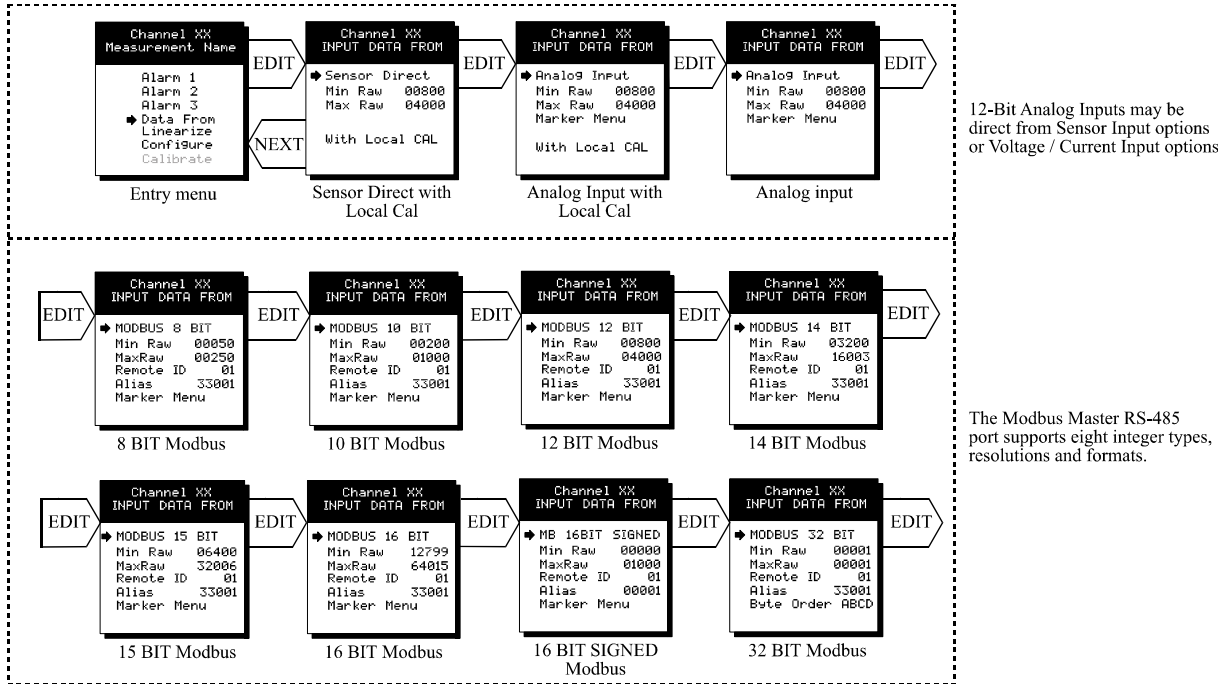 Channel XX
Measurement Name
Alarm 1
Alarm 2
Alarm 3
Data From
Linearize
Configure
Calibrate
Entry menu
EDIT
NEXT
Channel XX
INPUT DATA FROM
Sensor Direct
Min Raw 00800
Max Raw 04000
With Local CAL
Sensor Direct with
Local Cal
EDIT
Channel XX
INPUT DATA FROM
Analog Input
Min Raw 00800
Max Raw 04000
Marker Menu
With Local CAL
Analog Input with
Local Cal
EDIT
Channel XX
INPUT DATA FROM
Analog Input
Min Raw 00800
Max Raw 04000
Marker Menu
Analog input
EDIT
12-Bit Analog Inputs may be
direct from Sensor Input options
or Voltage / Current Input options
EDIT
Channel XX
INPUT DATA FROM
MODBUS 8 BIT
Min Raw 00050
MaxRaw 00250
Remote ID 01
Alias 33001
Marker Menu
8 BIT Modbus
EDIT
Channel XX
INPUT DATA FROM
MODBUS 10 BIT
Min Raw 00200
MaxRaw 01000
Remote ID 01
Alias 33001
Marker Menu
10 BIT Modbus
EDIT
Channel XX
INPUT DATA FROM
MODBUS 12 BIT
Min Raw 00800
MaxRaw 04000
Remote ID 01
Alias 33001
Marker Menu
12 BIT Modbus
EDIT
Channel XX
INPUT DATA FROM
MODBUS 14 BIT
Min Raw 03200
MaxRaw 16003
Remote ID 01
Alias 33001
Marker Menu
14 BIT Modbus
EDIT
The Modbus Master RS-485
port supports eight integer types,
resolutions and formats.
EDIT
Channel XX
INPUT DATA FROM
MODBUS 15 BIT
Min Raw 06400
MaxRaw 32006
Remote ID 01
Alias 33001
Marker Menu
15 BIT Modbus
EDIT
Channel XX
INPUT DATA FROM
MODBUS 16 BIT
Min Raw 12799
MaxRaw 64015
Remote ID 01
Alias 33001
Marker Menu
16 BIT Modbus
EDIT
Channel XX
INPUT DATA FROM
MB 16BIT SIGNED
Min Raw 00000
MaxRaw 01000
Remote ID 01
Alias 00001
Marker Menu
16 BIT SIGNED
Modbus
EDIT
Channel XX
INPUT DATA FROM
MODBUS 32 BIT
Min Raw 00001
MaxRaw 00001
Remote ID 01
Alias 33001
Byte Order ABCD
32 BIT Modbus
EDIT